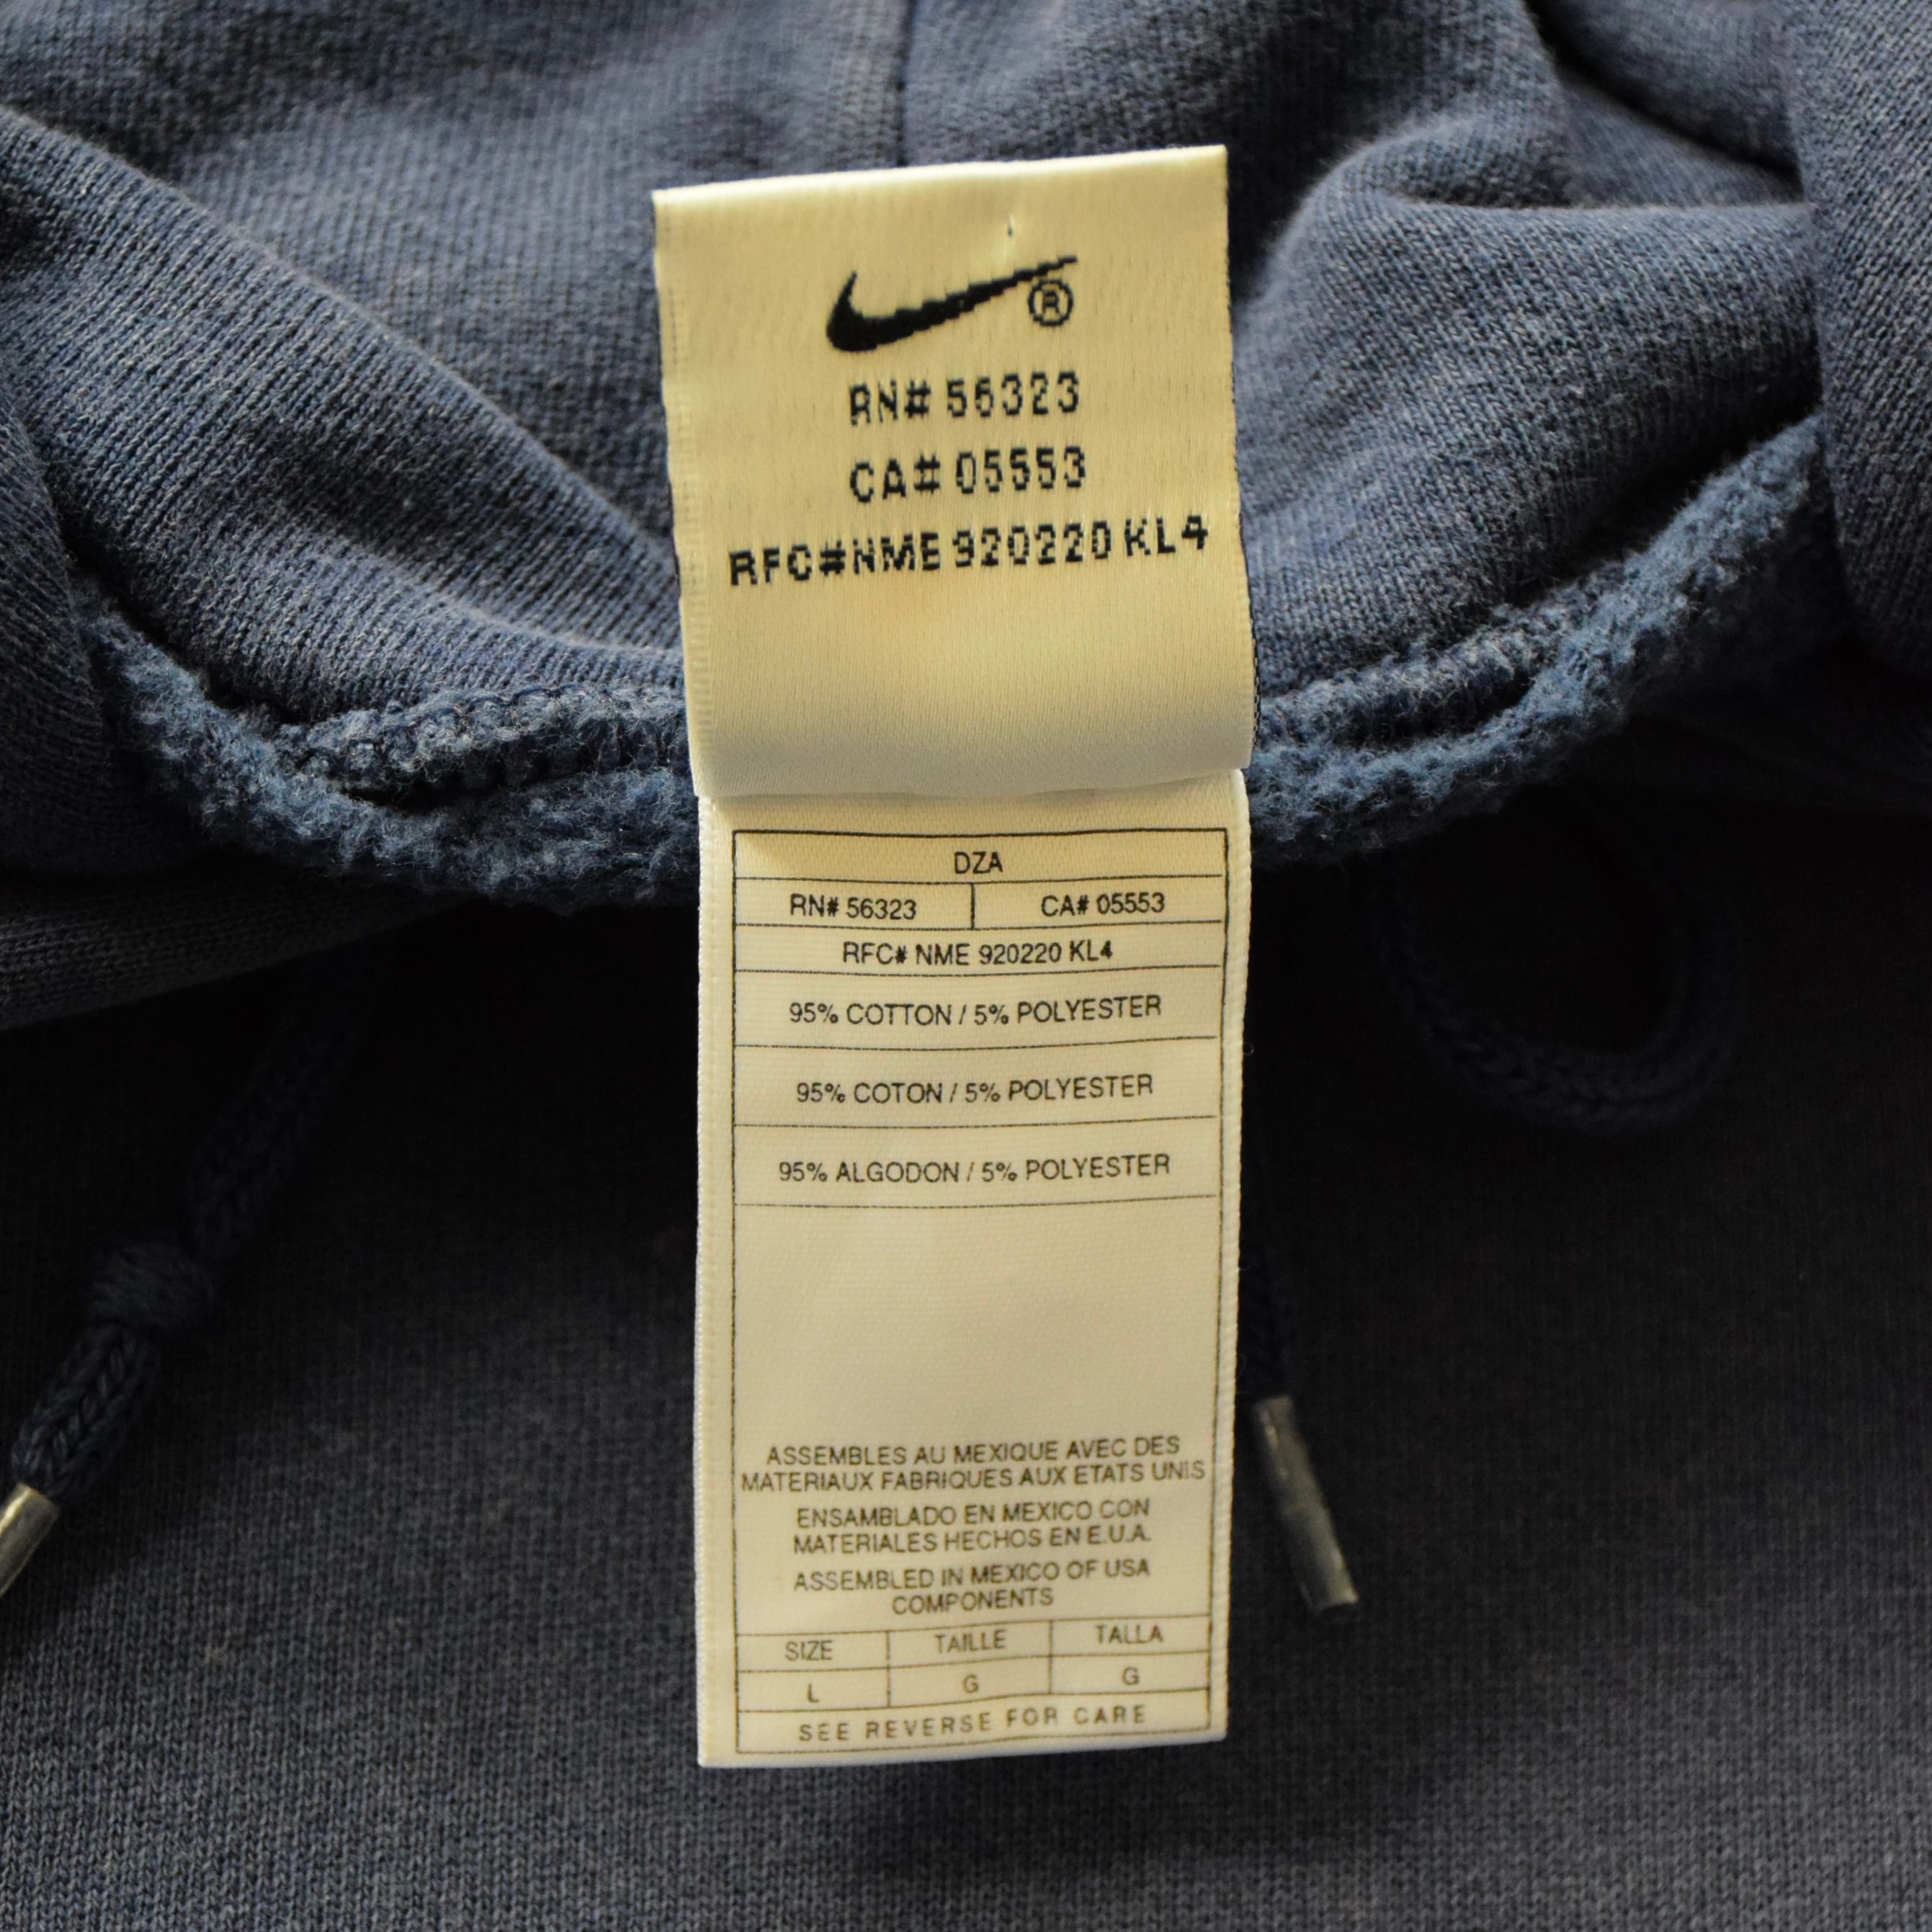 ®
RN# 56323
CA# 05553
RFC#NME 920220 KL4
DZA
RN# 56323 CA# 05553
RFC# NME 920220 KL4
95% COTTON / 5% POLYESTER
95% COTON / 5% POLYESTER
95% ALGODON / 5% POLYESTER
ASSEMBLES AU MEXIQUE AVEC DES
MATERIAUX FABRIQUES AUX ETATS UNIS
ENSAMBLADO EN MEXICO CON
MATERIALES HECHOS EN E.U.A.
ASSEMBLED IN MEXICO OF USA
COMPONENTS
SIZE TAILLE TALLA
L G G
SEE REVERSE FOR CARE